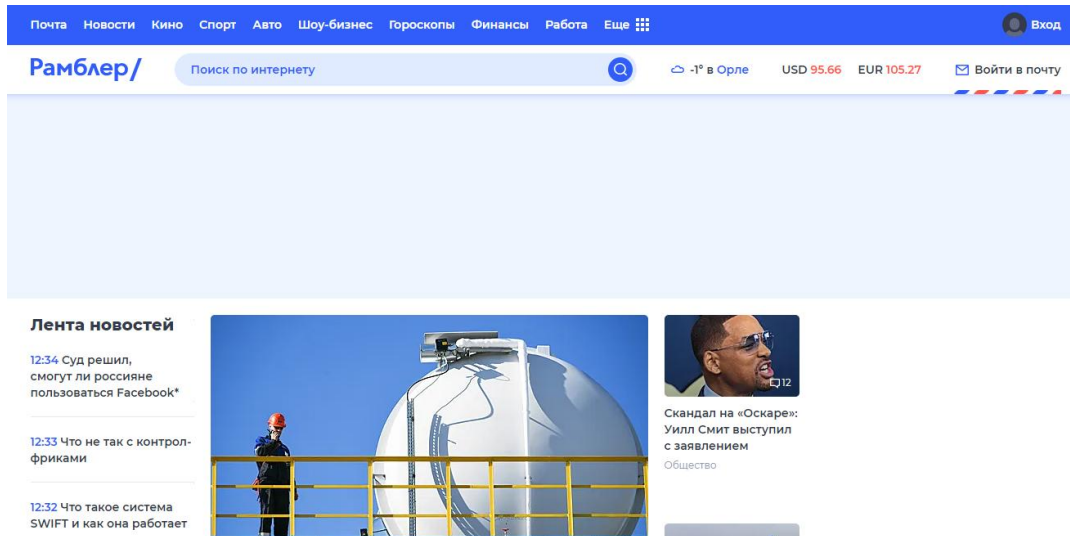 Почта Новости Кино Спорт Авто Шоу-бизнес Гороскопы Финансы Работа Еще Вход
Рамблер/ Поиск по интернету -1° в Орле USD 95.66 EUR 105.27 Войти в почту
Лента новостей
12:34 Суд решил,
смогут ли россияне
пользоваться Facebook*
12:33 Что не так с контрол-
фриками
12:32 Что такое система
SWIFT и как она работает
12
Скандал на «Оскаре»:
Уилл Смит выступил
с заявлением
Общество